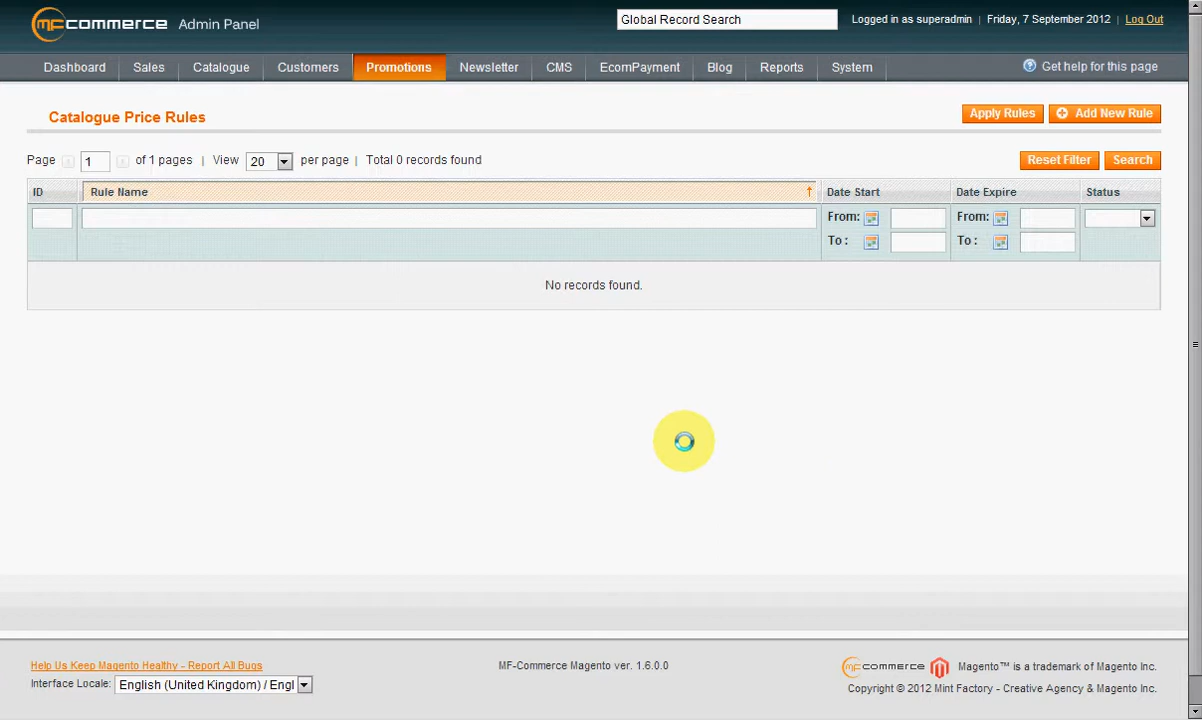 mf commerce Admin Panel
Global Record Search
Logged in as superadmin | Friday, 7 September 2012 | Log Out
Dashboard Sales Catalogue Customers Promotions Newsletter CMS EcomPayment Blog Reports System
Get help for this page
Catalogue Price Rules
Apply Rules Add New Rule
Page 1 of 1 pages | View 20 per page | Total 0 records found
Reset Filter Search
ID Rule Name Date Start Date Expire Status
From: From:
To : To :
No records found.
Help Us Keep Magento Healthy - Report All Bugs
MF-Commerce Magento ver. 1.6.0.0
mf commerce Magento™ is a trademark of Magento Inc.
Interface Locale: English (United Kingdom) / Engl
Copyright © 2012 Mint Factory - Creative Agency & Magento Inc.